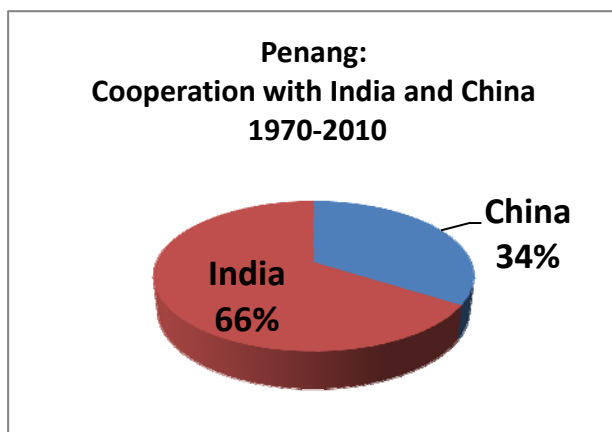 Penang:
Cooperation with India and China
1970-2010
China
34%
India
66%